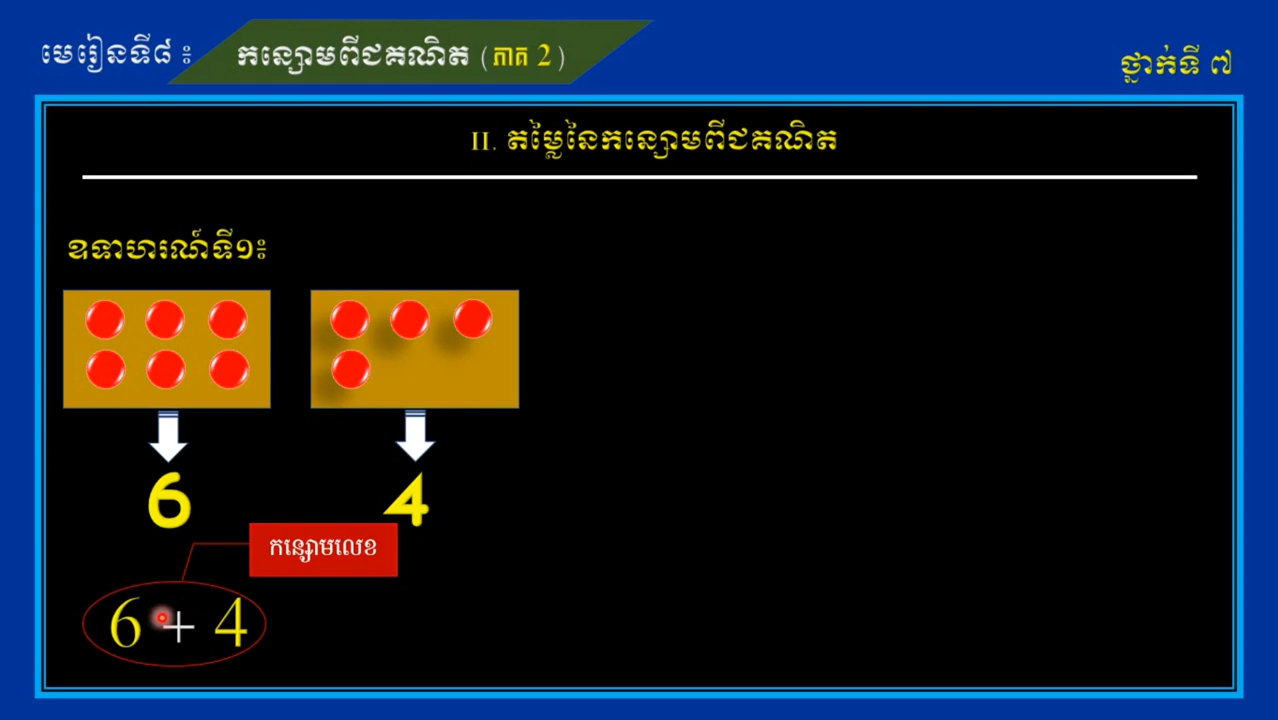 មេរៀនទី៨ ៖ កន្សោមពីជគណិត (ភាគ 2)
ថ្នាក់ទី ៧
II. តម្លៃនៃកន្សោមពីជគណិត
ឧទាហរណ៍ទី១៖
6 4
កន្សោមលេខ
6 + 4